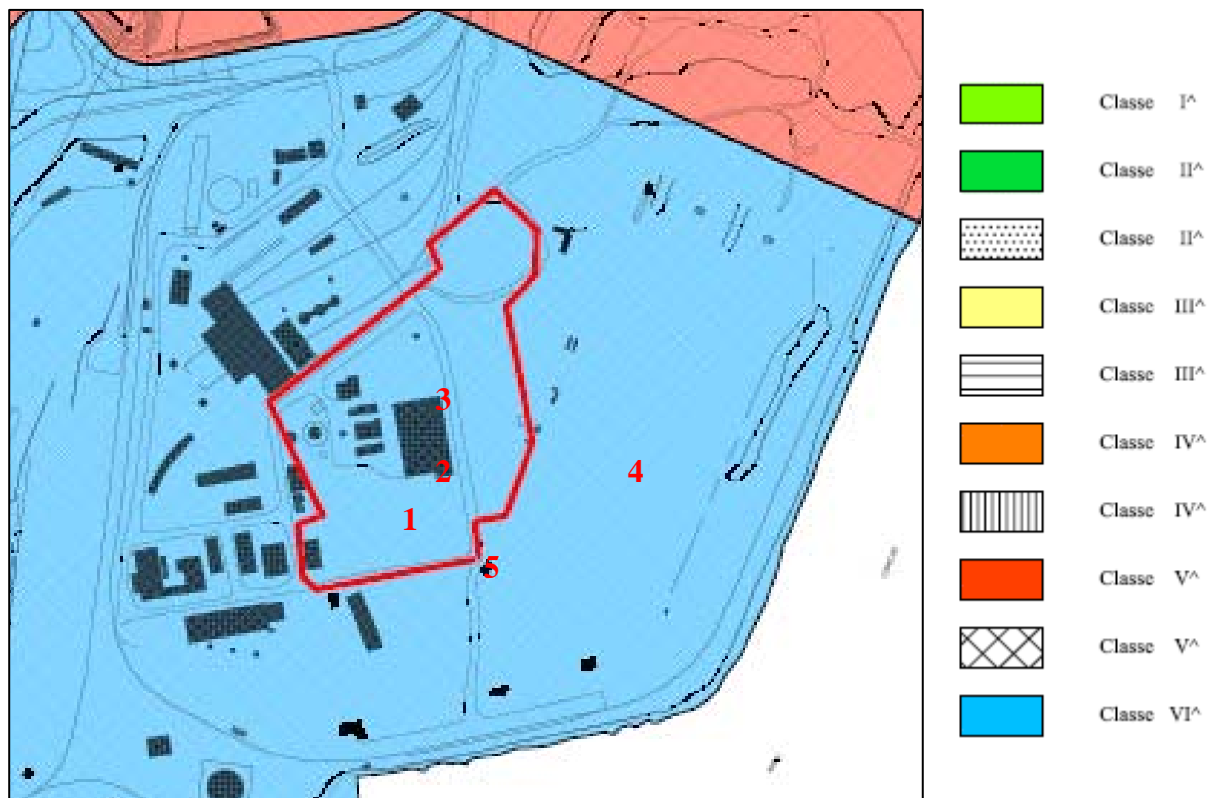 3
2
4
1
5
Classe I^
Classe II^
Classe II^
Classe III^
Classe III^
Classe IV^
Classe IV^
Classe V^
Classe V^
Classe VI^